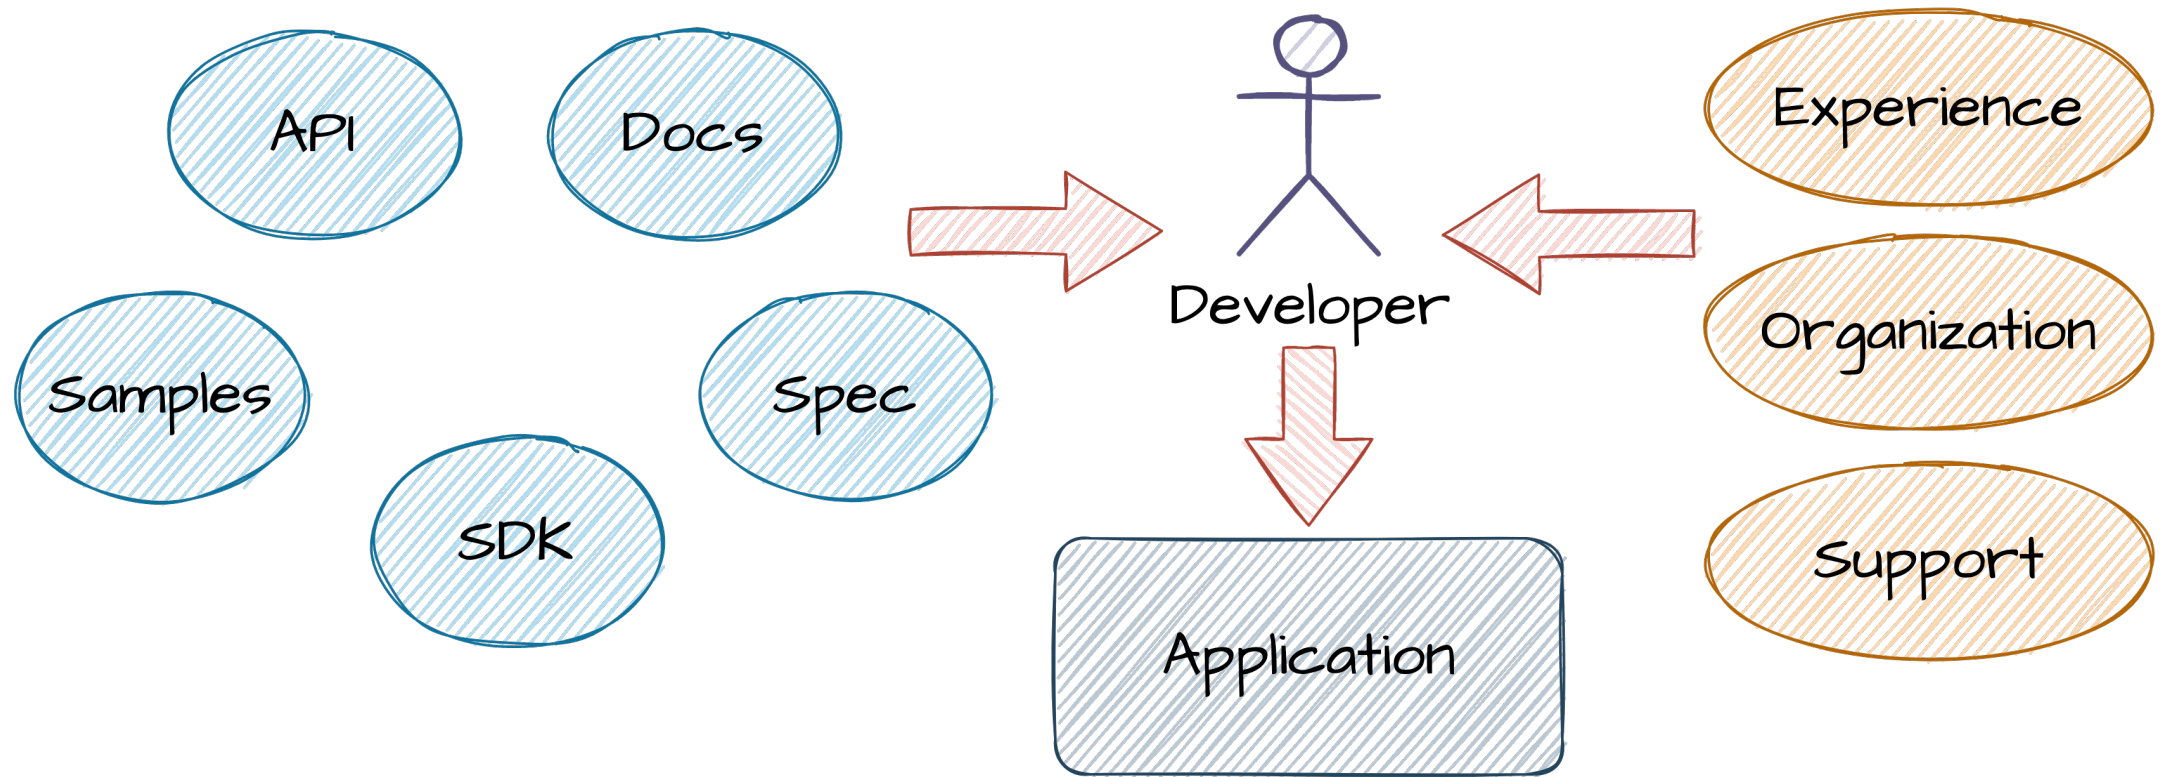 API
Docs
Samples
Spec
SDK
Developer
Application
Experience
Organization
Support